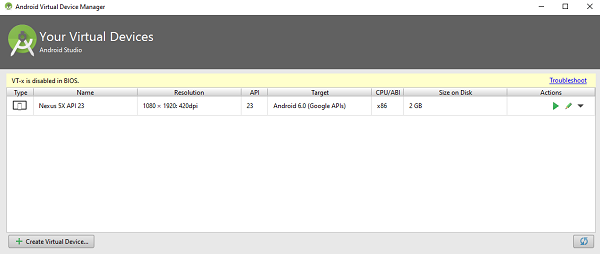 Android Virtual Device Manager
Your Virtual Devices
Android Studio
VT-x is disabled in BIOS. Troubleshoot
Type Name Resolution API Target CPU/ABI Size on Disk Actions
Nexus 5X API 23 1080 × 1920: 420dpi 23 Android 6.0 (Google APIs) x86 2 GB
+ Create Virtual Device...